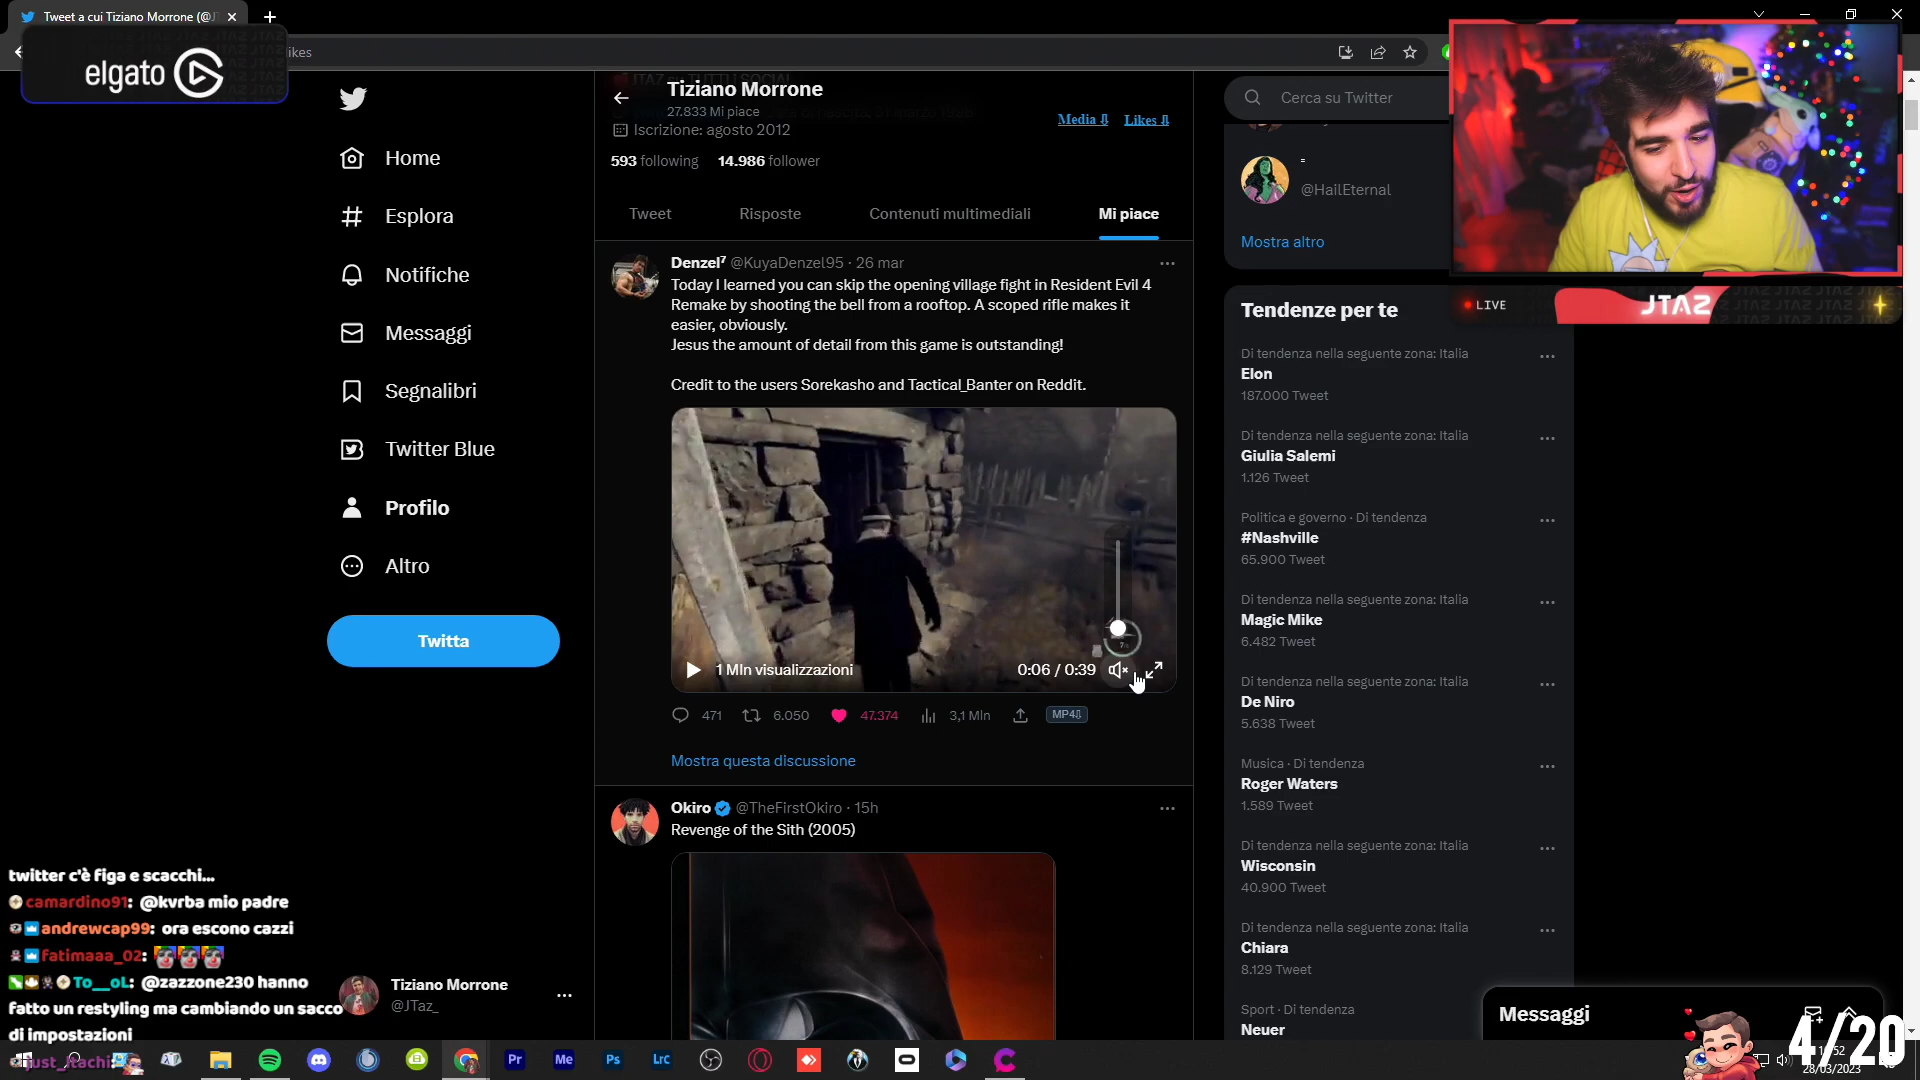 Tweet a cui Tiziano Morrone (@J
elgato
ikes
Tiziano Morrone
27.833 Mi piace
Iscrizione: agosto 2012
Media ⇩ Likes ⇩
593 following 14.986 follower
Tweet Risposte Contenuti multimediali Mi piace
Home
Esplora
Notifiche
Messaggi
Segnalibri
Twitter Blue
Profilo
Altro
Twitta
Denzel⁷ @KuyaDenzel95 · 26 mar
Today I learned you can skip the opening village fight in Resident Evil 4
Remake by shooting the bell from a rooftop. A scoped rifle makes it
easier, obviously.
Jesus the amount of detail from this game is outstanding!
Credit to the users Sorekasho and Tactical_Banter on Reddit.
1 Mln visualizzazioni 0:06 / 0:39
471 6.050 47.374 3,1 Mln MP4⇩
Mostra questa discussione
Okiro @TheFirstOkiro · 15h
Revenge of the Sith (2005)
Cerca su Twitter
@HailEternal
Mostra altro
LIVE JTAZ
Tendenze per te
Di tendenza nella seguente zona: Italia
Elon
187.000 Tweet
Di tendenza nella seguente zona: Italia
Giulia Salemi
1.126 Tweet
Politica e governo · Di tendenza
#Nashville
65.900 Tweet
Di tendenza nella seguente zona: Italia
Magic Mike
6.482 Tweet
Di tendenza nella seguente zona: Italia
De Niro
5.638 Tweet
Musica · Di tendenza
Roger Waters
1.589 Tweet
Di tendenza nella seguente zona: Italia
Wisconsin
40.900 Tweet
Di tendenza nella seguente zona: Italia
Chiara
8.129 Tweet
Sport · Di tendenza
Neuer
Messaggi
twitter c'è figa e scacchi...
camardino91: @kvrba mio padre
andrewcap99: ora escono cazzi
fatimaaa_02:
To__oL: @zazzone230 hanno
fatto un restyling ma cambiando un sacco
di impostazioni
just_Itachi
Tiziano Morrone
@JTaz_
Pr Me Ps Lrc
4/20
28/03/2023